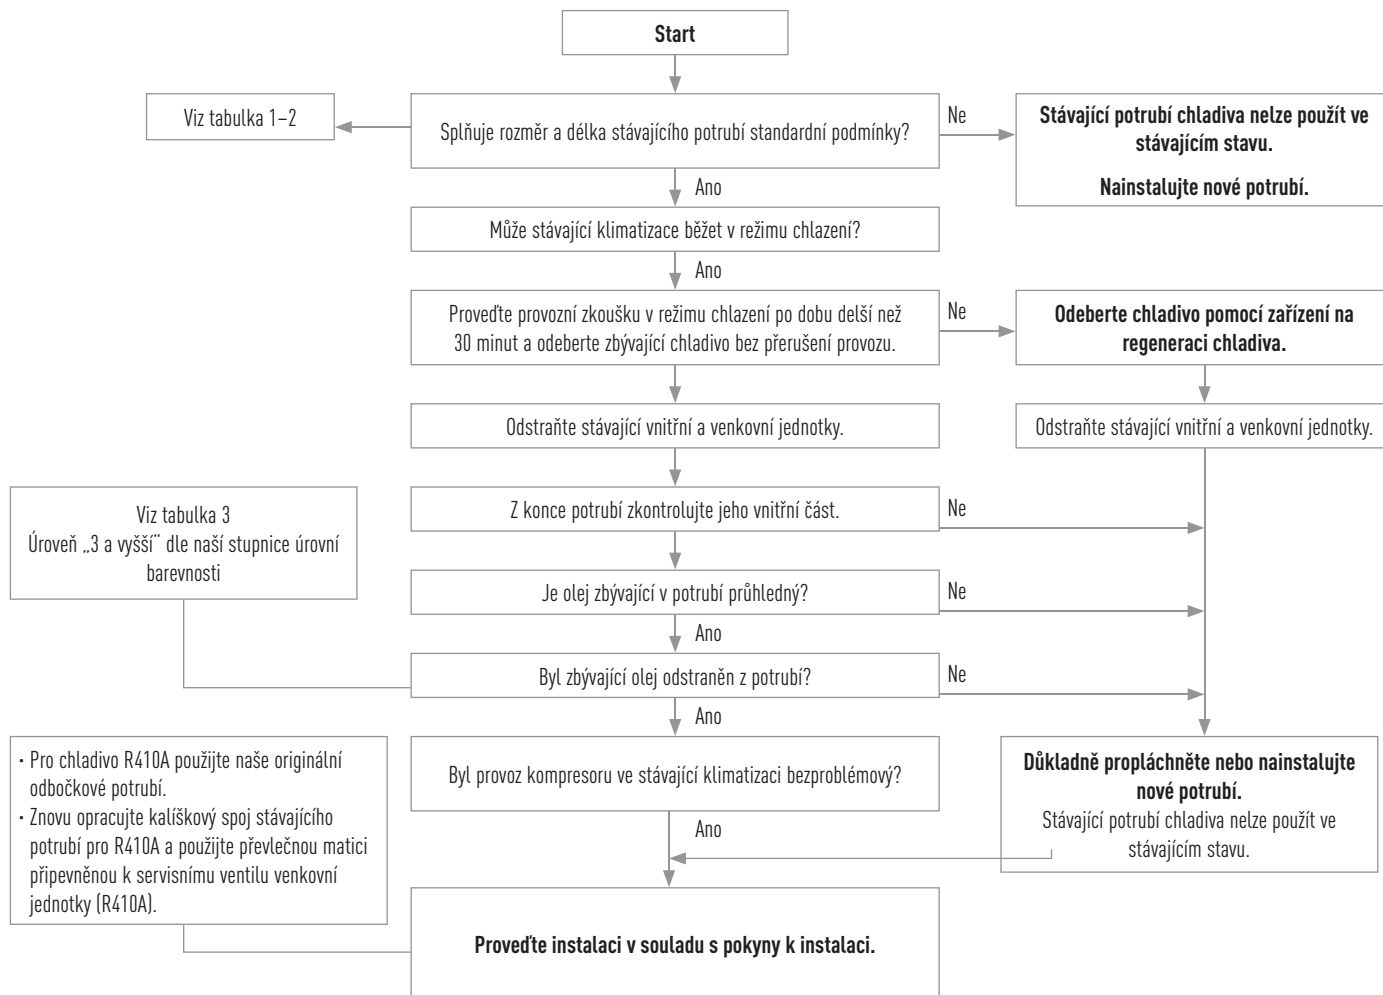 Start
Viz tabulka 1–2
Splňuje rozměr a délka stávajícího potrubí standardní podmínky?
Ne
Stávající potrubí chladiva nelze použít ve
stávajícím stavu.
Nainstalujte nové potrubí.
Ano
Může stávající klimatizace běžet v režimu chlazení?
Ano
Proveďte provozní zkoušku v režimu chlazení po dobu delší než
30 minut a odeberte zbývající chladivo bez přerušení provozu.
Ne
Odeberte chladivo pomocí zařízení na
regeneraci chladiva.
Odstraňte stávající vnitřní a venkovní jednotky.
Odstraňte stávající vnitřní a venkovní jednotky.
Viz tabulka 3
Úroveň „3 a vyšší“ dle naší stupnice úrovní
barevnosti
Z konce potrubí zkontrolujte jeho vnitřní část.
Ne
Je olej zbývající v potrubí průhledný?
Ne
Ano
Byl zbývající olej odstraněn z potrubí?
Ne
Ano
· Pro chladivo R410A použijte naše originální
odbočkové potrubí.
· Znovu opracujte kalíškový spoj stávajícího
potrubí pro R410A a použijte převlečnou matici
připevněnou k servisnímu ventilu venkovní
jednotky (R410A).
Byl provoz kompresoru ve stávající klimatizaci bezproblémový?
Ano
Důkladně propláchněte nebo nainstalujte
nové potrubí.
Stávající potrubí chladiva nelze použít ve
stávajícím stavu.
Proveďte instalaci v souladu s pokyny k instalaci.